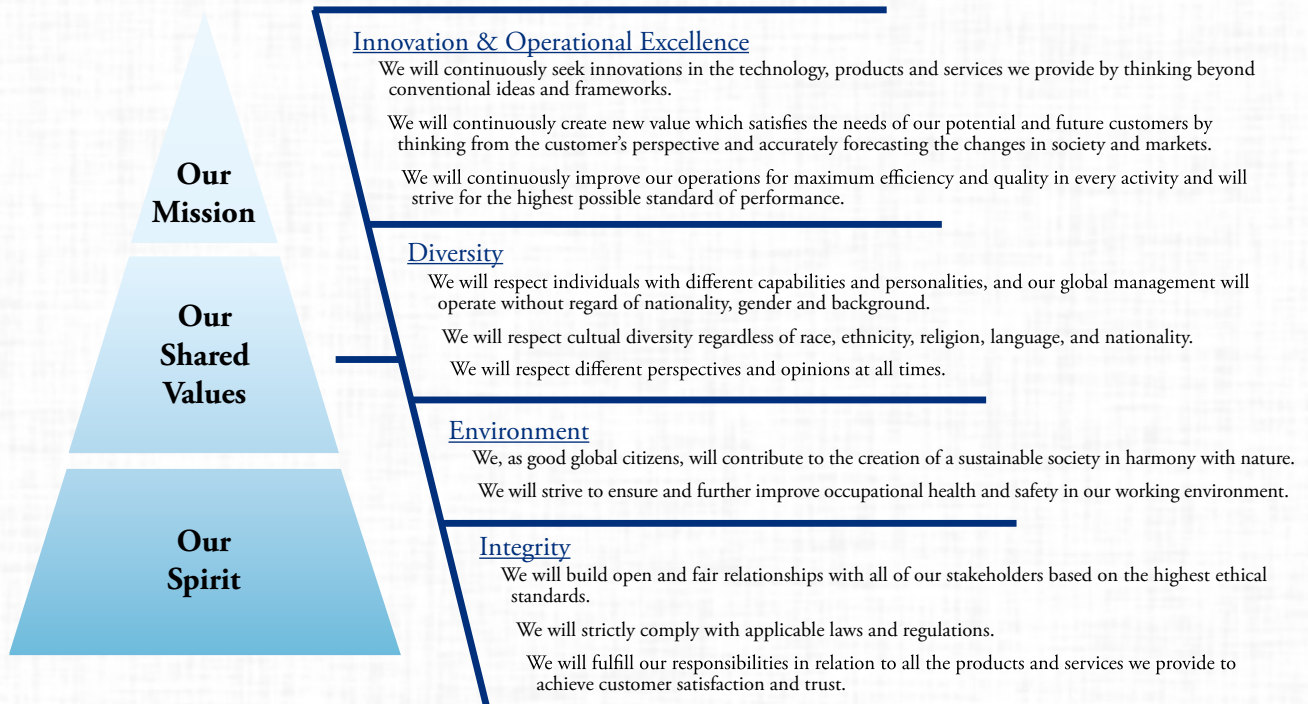 Our
Mission
Our
Shared
Values
Our
Spirit
Innovation & Operational Excellence
We will continuously seek innovations in the technology, products and services we provide by thinking beyond
conventional ideas and frameworks.
We will continuously create new value which satisfies the needs of our potential and future customers by
thinking from the customer's perspective and accurately forecasting the changes in society and markets.
We will continuously improve our operations for maximum efficiency and quality in every activity and will
strive for the highest possible standard of performance.
Diversity
We will respect individuals with different capabilities and personalities, and our global management will
operate without regard of nationality, gender and background.
We will respect cultual diversity regardless of race, ethnicity, religion, language, and nationality.
We will respect different perspectives and opinions at all times.
Environment
We, as good global citizens, will contribute to the creation of a sustainable society in harmony with nature.
We will strive to ensure and further improve occupational health and safety in our working environment.
Integrity
We will build open and fair relationships with all of our stakeholders based on the highest ethical
standards.
We will strictly comply with applicable laws and regulations.
We will fulfill our responsibilities in relation to all the products and services we provide to
achieve customer satisfaction and trust.